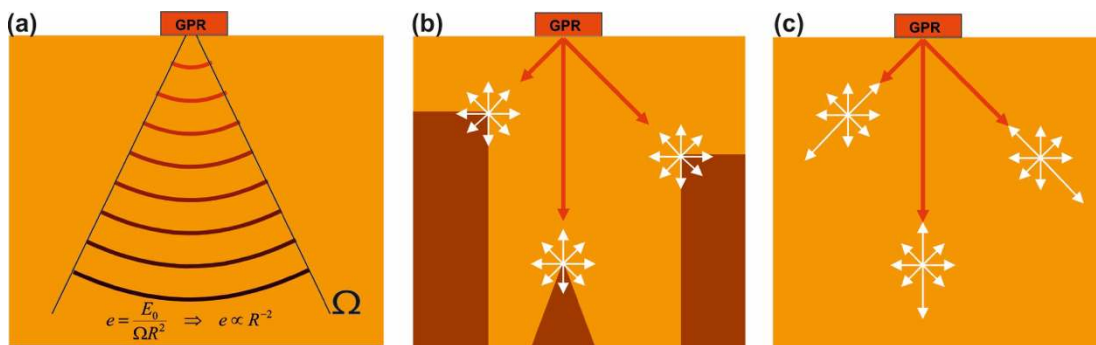 (a)
GPR
e = E₀/ΩR² ⇒ e ∝ R⁻²
Ω
(b)
GPR
(c)
GPR